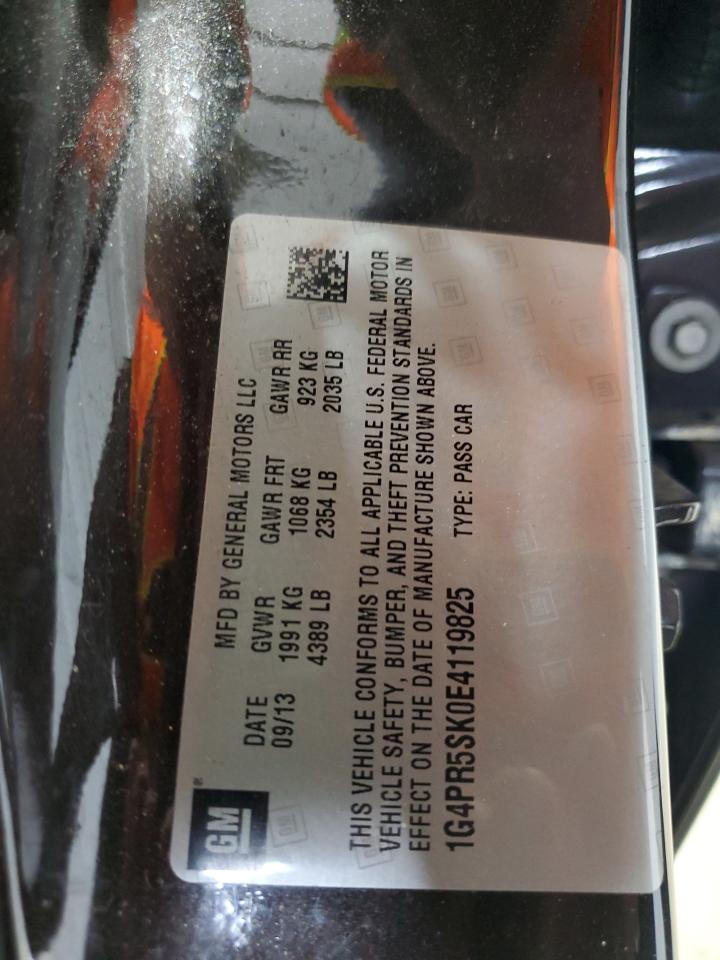 GM
MFD BY GENERAL MOTORS LLC
DATE GVWR GAWR FRT GAWR RR
09/13 1991 KG 1068 KG 923 KG
4389 LB 2354 LB 2035 LB
THIS VEHICLE CONFORMS TO ALL APPLICABLE U.S. FEDERAL MOTOR
VEHICLE SAFETY, BUMPER, AND THEFT PREVENTION STANDARDS IN
EFFECT ON THE DATE OF MANUFACTURE SHOWN ABOVE.
1G4PR5SK0E4119825 TYPE: PASS CAR